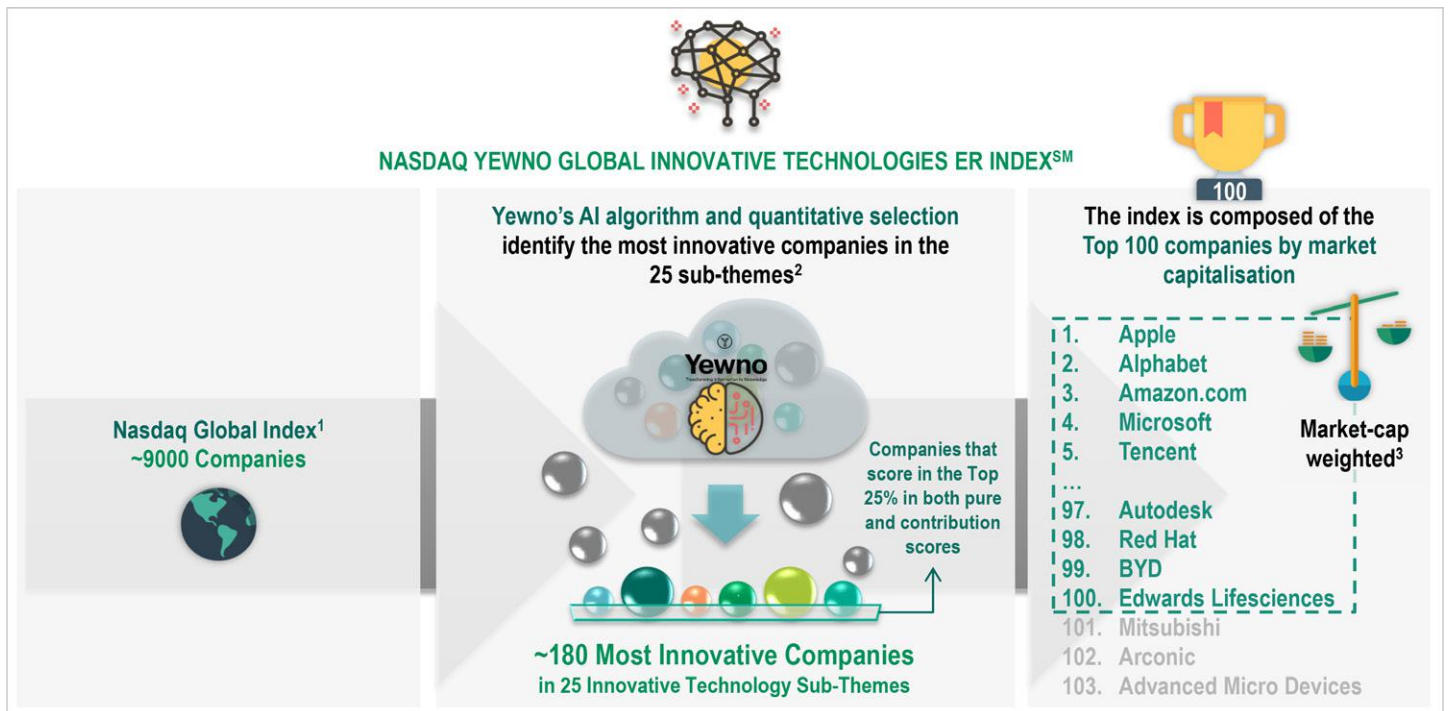 NASDAQ YEWNO GLOBAL INNOVATIVE TECHNOLOGIES ER INDEXSM
Nasdaq Global Index1
~9000 Companies
Yewno's AI algorithm and quantitative selection
identify the most innovative companies in the
25 sub-themes2
Yewno
Transforming Information to Knowledge
Companies that
score in the Top
25% in both pure
and contribution
scores
~180 Most Innovative Companies
in 25 Innovative Technology Sub-Themes
100
The index is composed of the
Top 100 companies by market
capitalisation
1. Apple
2. Alphabet
3. Amazon.com
4. Microsoft
5. Tencent
…
97. Autodesk
98. Red Hat
99. BYD
100. Edwards Lifesciences
101. Mitsubishi
102. Arconic
103. Advanced Micro Devices
Market-cap
weighted3